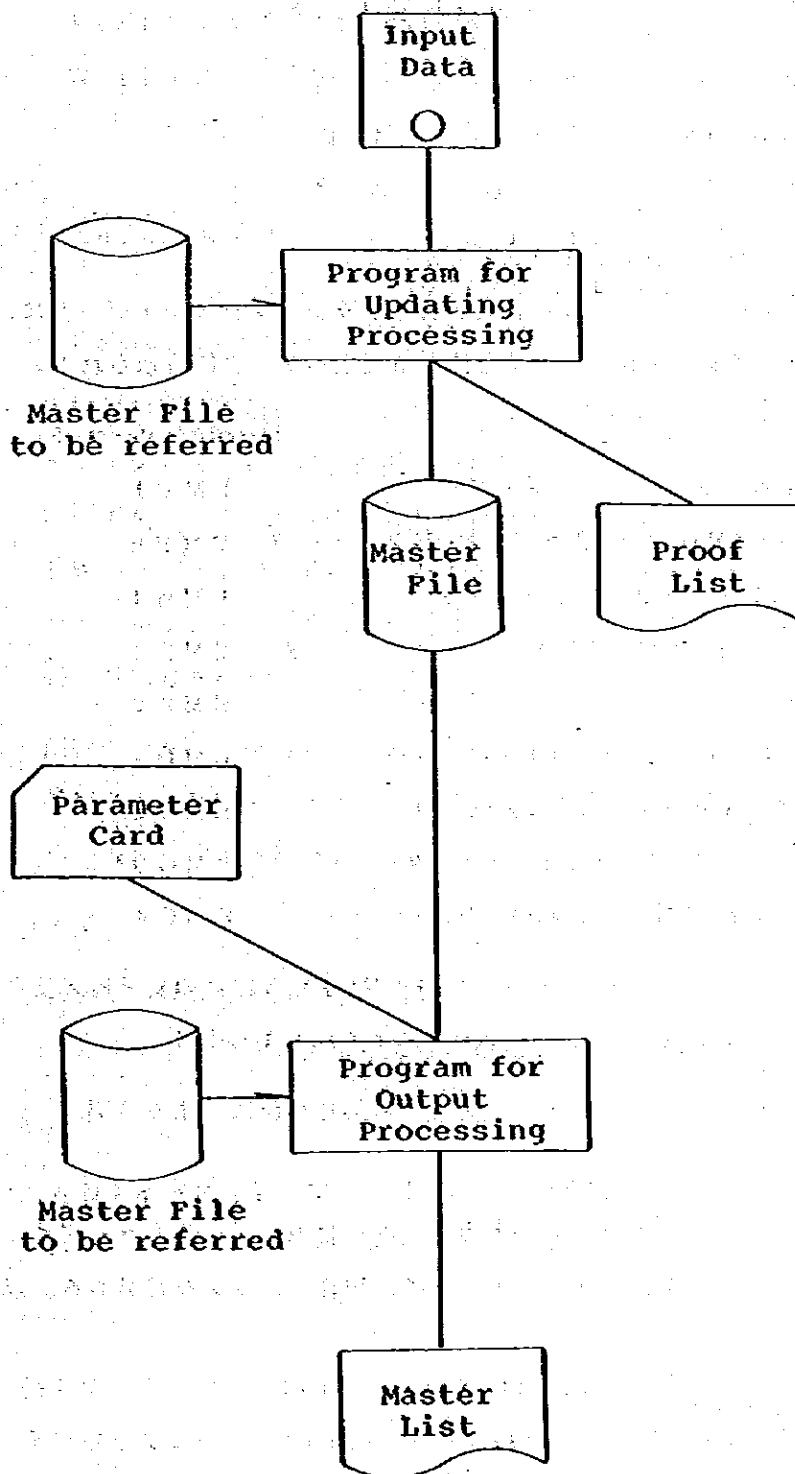 Input
Data
Program for
Updating
Processing
Master File
to be referred
Master
File
Proof
List
Parameter
Card
Program for
Output
Processing
Master File
to be referred
Master
List